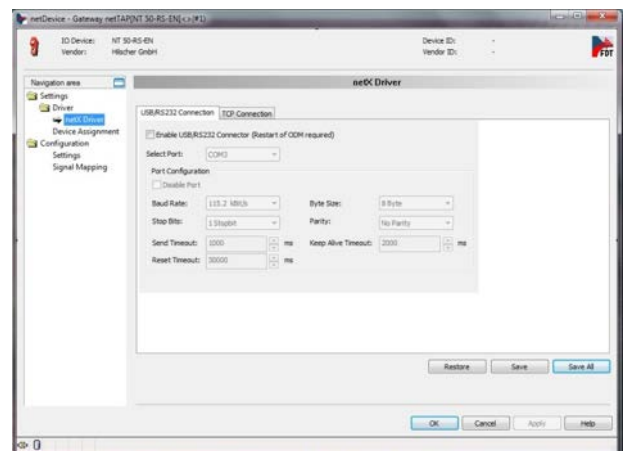 netDevice - Gateway netTAP[NT 50-RS-EN]<>(#1)
IO Device: NT 50-RS-EN Device ID: -
Vendor: Hilscher GmbH Vendor ID: -
FDT
Navigation area
netX Driver
Settings
Driver
netX Driver
Device Assignment
Configuration
Settings
Signal Mapping
USB/RS232 Connection TCP Connection
Enable USB/RS232 Connector (Restart of ODM required)
Select Port: COM3
Port Configuration
Disable Port
Baud Rate: 115.2 kBit/s Byte Size: 8 Byte
Stop Bits: 1 Stopbit Parity: No Parity
Send Timeout: 1000 ms Keep Alive Timeout: 2000 ms
Reset Timeout: 30000 ms
Restore Save Save All
OK Cancel Apply Help